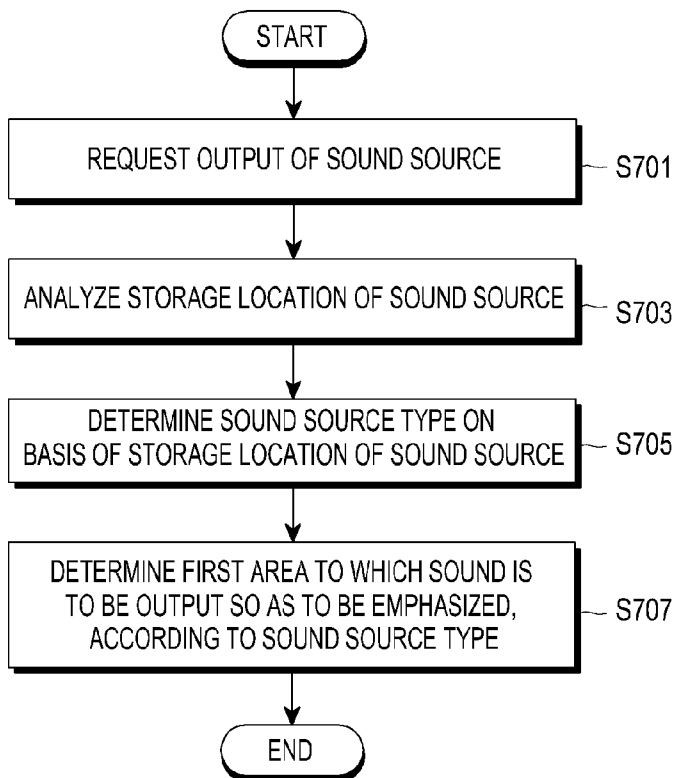 START
REQUEST OUTPUT OF SOUND SOURCE
S701
ANALYZE STORAGE LOCATION OF SOUND SOURCE
S703
DETERMINE SOUND SOURCE TYPE ON
BASIS OF STORAGE LOCATION OF SOUND SOURCE
S705
DETERMINE FIRST AREA TO WHICH SOUND IS
TO BE OUTPUT SO AS TO BE EMPHASIZED,
ACCORDING TO SOUND SOURCE TYPE
S707
END